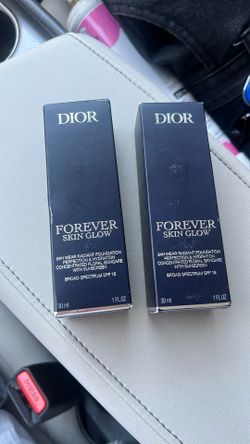 DIOR
FOREVER
SKIN GLOW
24H WEAR RADIANT FOUNDATION
PERFECTION & HYDRATION
CONCENTRATED FLORAL SKINCARE
WITH SUNSCREEN
BROAD SPECTRUM SPF 15
30 ml
1 FL OZ
DIOR
FOREVER
SKIN GLOW
24H WEAR RADIANT FOUNDATION
PERFECTION & HYDRATION
CONCENTRATED FLORAL SKINCARE
WITH SUNSCREEN
BROAD SPECTRUM SPF 15
30 ml
1 FL OZ
PRESS